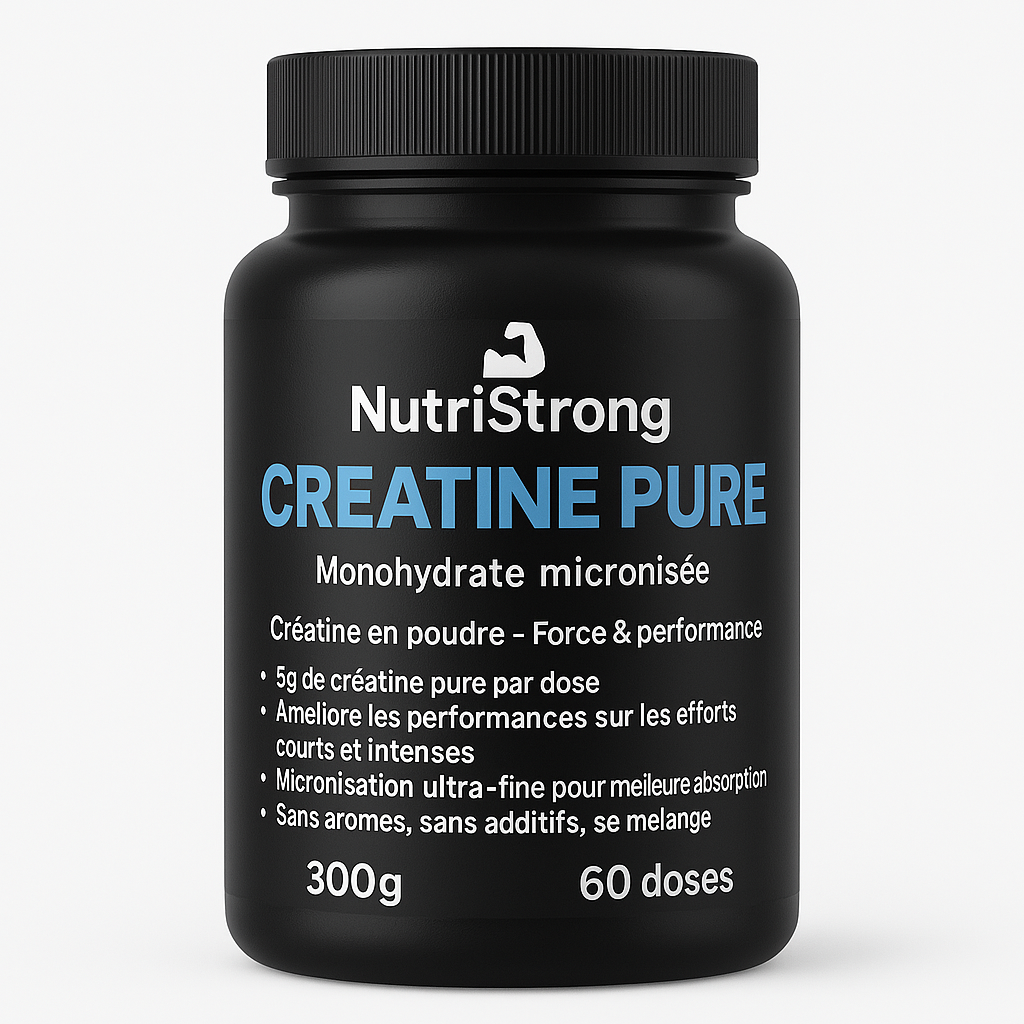 NutriStrong
CREATINE PURE
Monohydrate micronisée
Créatine en poudre – Force & performance
• 5g de créatine pure par dose
• Ameliore les performances sur les efforts
courts et intenses
• Micronisation ultra-fine pour meileure absorption
• Sans aromes, sans additifs, se melange
300g
60 doses